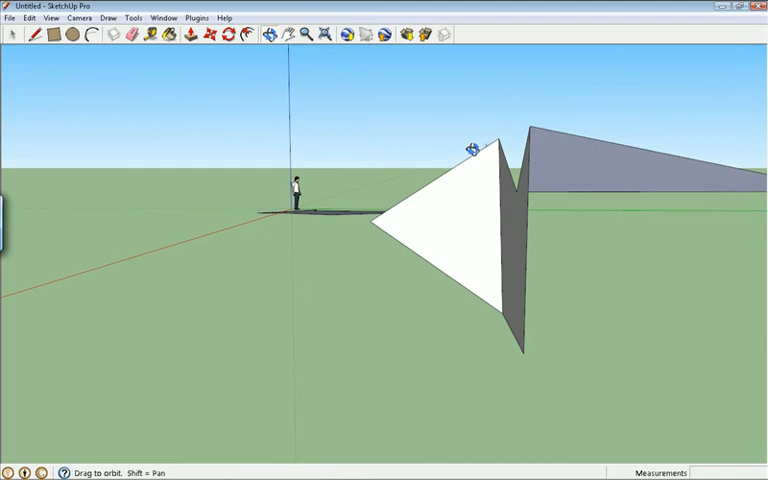 Untitled - SketchUp Pro
File Edit View Camera Draw Tools Window Plugins Help
Drag to orbit. Shift = Pan
Measurements